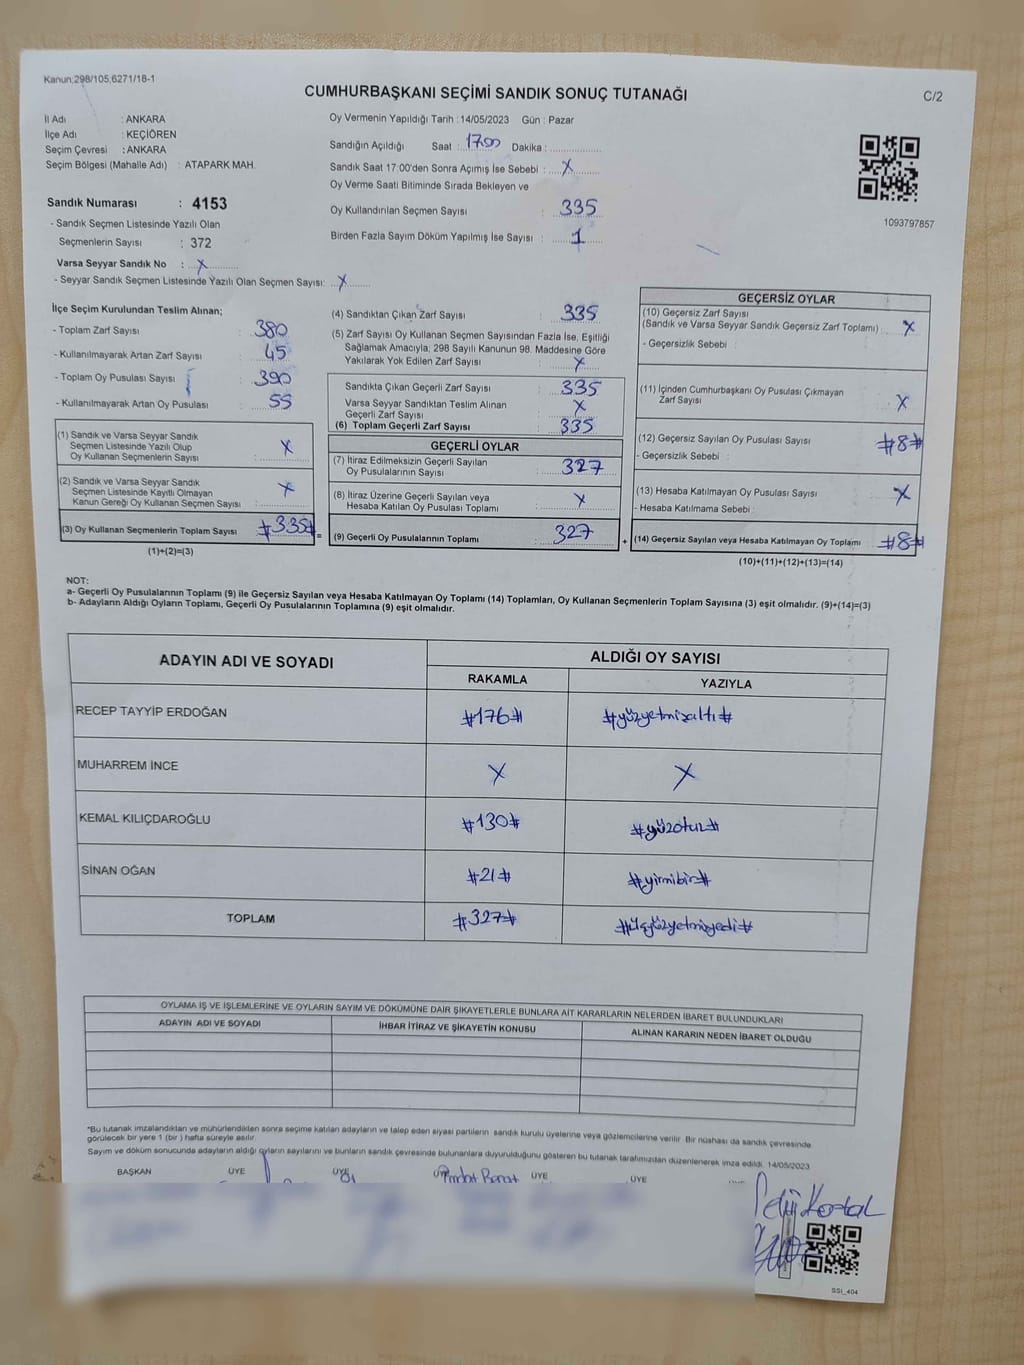 Kanun;298/105,6271/18-1
CUMHURBAŞKANI SEÇİMİ SANDIK SONUÇ TUTANAĞI
C/2
İl Adı : ANKARA
İlçe Adı : KEÇİÖREN
Seçim Çevresi : ANKARA
Seçim Bölgesi (Mahalle Adı) : ATAPARK MAH.
Sandık Numarası : 4153
- Sandık Seçmen Listesinde Yazılı Olan
Seçmenlerin Sayısı : 372
Varsa Seyyar Sandık No : X
- Seyyar Sandık Seçmen Listesinde Yazılı Olan Seçmen Sayısı: X
Oy Vermenin Yapıldığı Tarih : 14/05/2023 Gün : Pazar
Sandığın Açıldığı Saat : 17.00 Dakika :
Sandık Saat 17:00'den Sonra Açımış İse Sebebi : X
Oy Verme Saati Bitiminde Sırada Bekleyen ve
Oy Kullandırılan Seçmen Sayısı : 335
Birden Fazla Sayım Döküm Yapılmış İse Sayısı : 1
1093797857
İlçe Seçim Kurulundan Teslim Alınan;
- Toplam Zarf Sayısı : 380
- Kullanılmayarak Artan Zarf Sayısı : 45
- Toplam Oy Pusulası Sayısı : 390
- Kullanılmayarak Artan Oy Pusulası : 55
(1) Sandık ve Varsa Seyyar Sandık
Seçmen Listesinde Yazılı Olup
Oy Kullanan Seçmenlerin Sayısı : X
(2) Sandık ve Varsa Seyyar Sandık
Seçmen Listesinde Kayıtlı Olmayan
Kanun Gereği Oy Kullanan Seçmen Sayısı : X
(3) Oy Kullanan Seçmenlerin Toplam Sayısı #335# =
(1)+(2)=(3)
(4) Sandıktan Çıkan Zarf Sayısı : 335
(5) Zarf Sayısı Oy Kullanan Seçmen Sayısından Fazla İse, Eşitliği
Sağlamak Amacıyla; 298 Sayılı Kanunun 98. Maddesine Göre
Yakılarak Yok Edilen Zarf Sayısı : X
Sandıkta Çıkan Geçerli Zarf Sayısı : 335
Varsa Seyyar Sandıktan Teslim Alınan
Geçerli Zarf Sayısı : X
(6) Toplam Geçerli Zarf Sayısı : 335
GEÇERLİ OYLAR
(7) İtiraz Edilmeksizin Geçerli Sayılan
Oy Pusulalarının Sayısı : 327
(8) İtiraz Üzerine Geçerli Sayılan veya
Hesaba Katılan Oy Pusulası Toplamı : X
(9) Geçerli Oy Pusulalarının Toplamı : 327 +
GEÇERSİZ OYLAR
(10) Geçersiz Zarf Sayısı
(Sandık ve Varsa Seyyar Sandık Geçersiz Zarf Toplamı) : X
- Geçersizlik Sebebi :
(11) İçinden Cumhurbaşkanı Oy Pusulası Çıkmayan
Zarf Sayısı : X
(12) Geçersiz Sayılan Oy Pusulası Sayısı : #8#
- Geçersizlik Sebebi :
(13) Hesaba Katılmayan Oy Pusulası Sayısı : X
- Hesaba Katılmama Sebebi :
(14) Geçersiz Sayılan veya Hesaba Katılmayan Oy Toplamı : #8#
(10)+(11)+(12)+(13)=(14)
NOT:
a- Geçerli Oy Pusulalarının Toplamı (9) ile Geçersiz Sayılan veya Hesaba Katılmayan Oy Toplamı (14) Toplamları, Oy Kullanan Seçmenlerin Toplam Sayısına (3) eşit olmalıdır. (9)+(14)=(3)
b- Adayların Aldığı Oyların Toplamı, Geçerli Oy Pusulalarının Toplamına (9) eşit olmalıdır.
ADAYIN ADI VE SOYADI
ALDIĞI OY SAYISI
RAKAMLA YAZIYLA
RECEP TAYYİP ERDOĞAN #176# #yüzyetmişaltı#
MUHARREM İNCE X X
KEMAL KILIÇDAROĞLU #130# #yüzotuz#
SİNAN OĞAN #21# #yirmibir#
TOPLAM #327# #üçyüzyetmiyedi#
OYLAMA İŞ VE İŞLEMLERİNE VE OYLARIN SAYIM VE DÖKÜMÜNE DAİR ŞİKAYETLERLE BUNLARA AİT KARARLARIN NELERDEN İBARET BULUNDUKLARI
ADAYIN ADI VE SOYADI İHBAR İTİRAZ VE ŞİKAYETİN KONUSU ALINAN KARARIN NEDEN İBARET OLDUĞU
*Bu tutanak imzalandıktan ve mühürlendikten sonra seçime katılan adayların ve talep eden siyasi partilerin sandık kurulu üyelerine veya gözlemcilerine verilir. Bir nüshası da sandık çevresinde
görülecek bir yere 1 (bir) hafta süreyle asılır.
Sayım ve döküm sonucunda adayların aldığı oyların sayılarını ve bunların sandık çevresinde bulunanlara duyurulduğunu gösteren bu tutanak tarafımızdan düzenlenerek imza edildi. 14/05/2023
BAŞKAN ÜYE ÜYE ÜYE ÜYE ÜYE
SSI_404